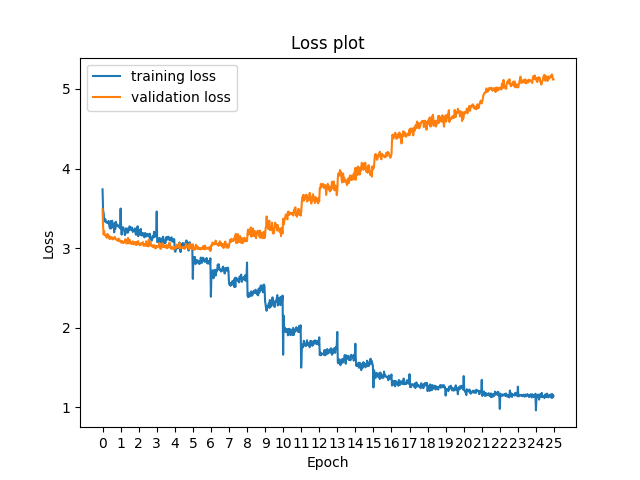 Loss plot
training loss
validation loss
5
4
3
2
1
Loss
0 1 2 3 4 5 6 7 8 9 10 11 12 13 14 15 16 17 18 19 20 21 22 23 24 25
Epoch